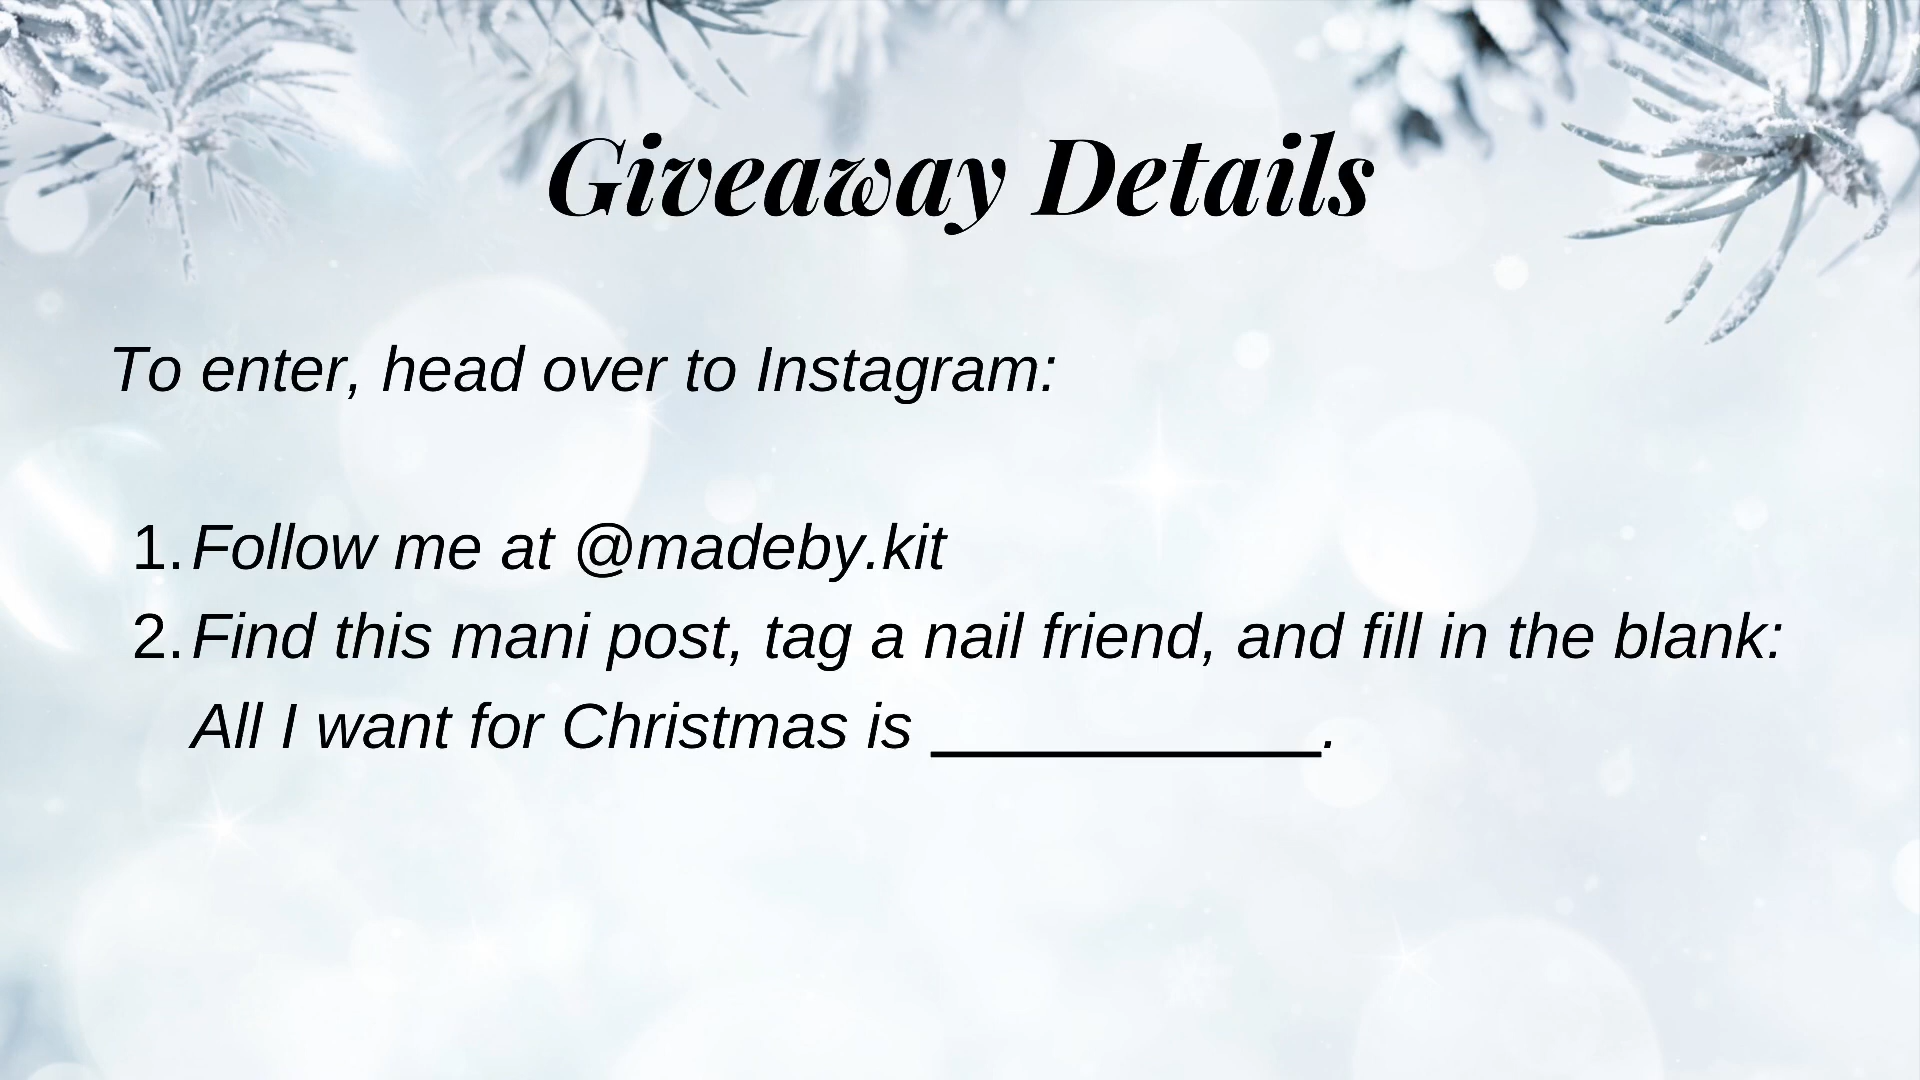 Giveaway Details
To enter, head over to Instagram:
1. Follow me at @madeby.kit
2. Find this mani post, tag a nail friend, and fill in the blank:
All I want for Christmas is ___________.